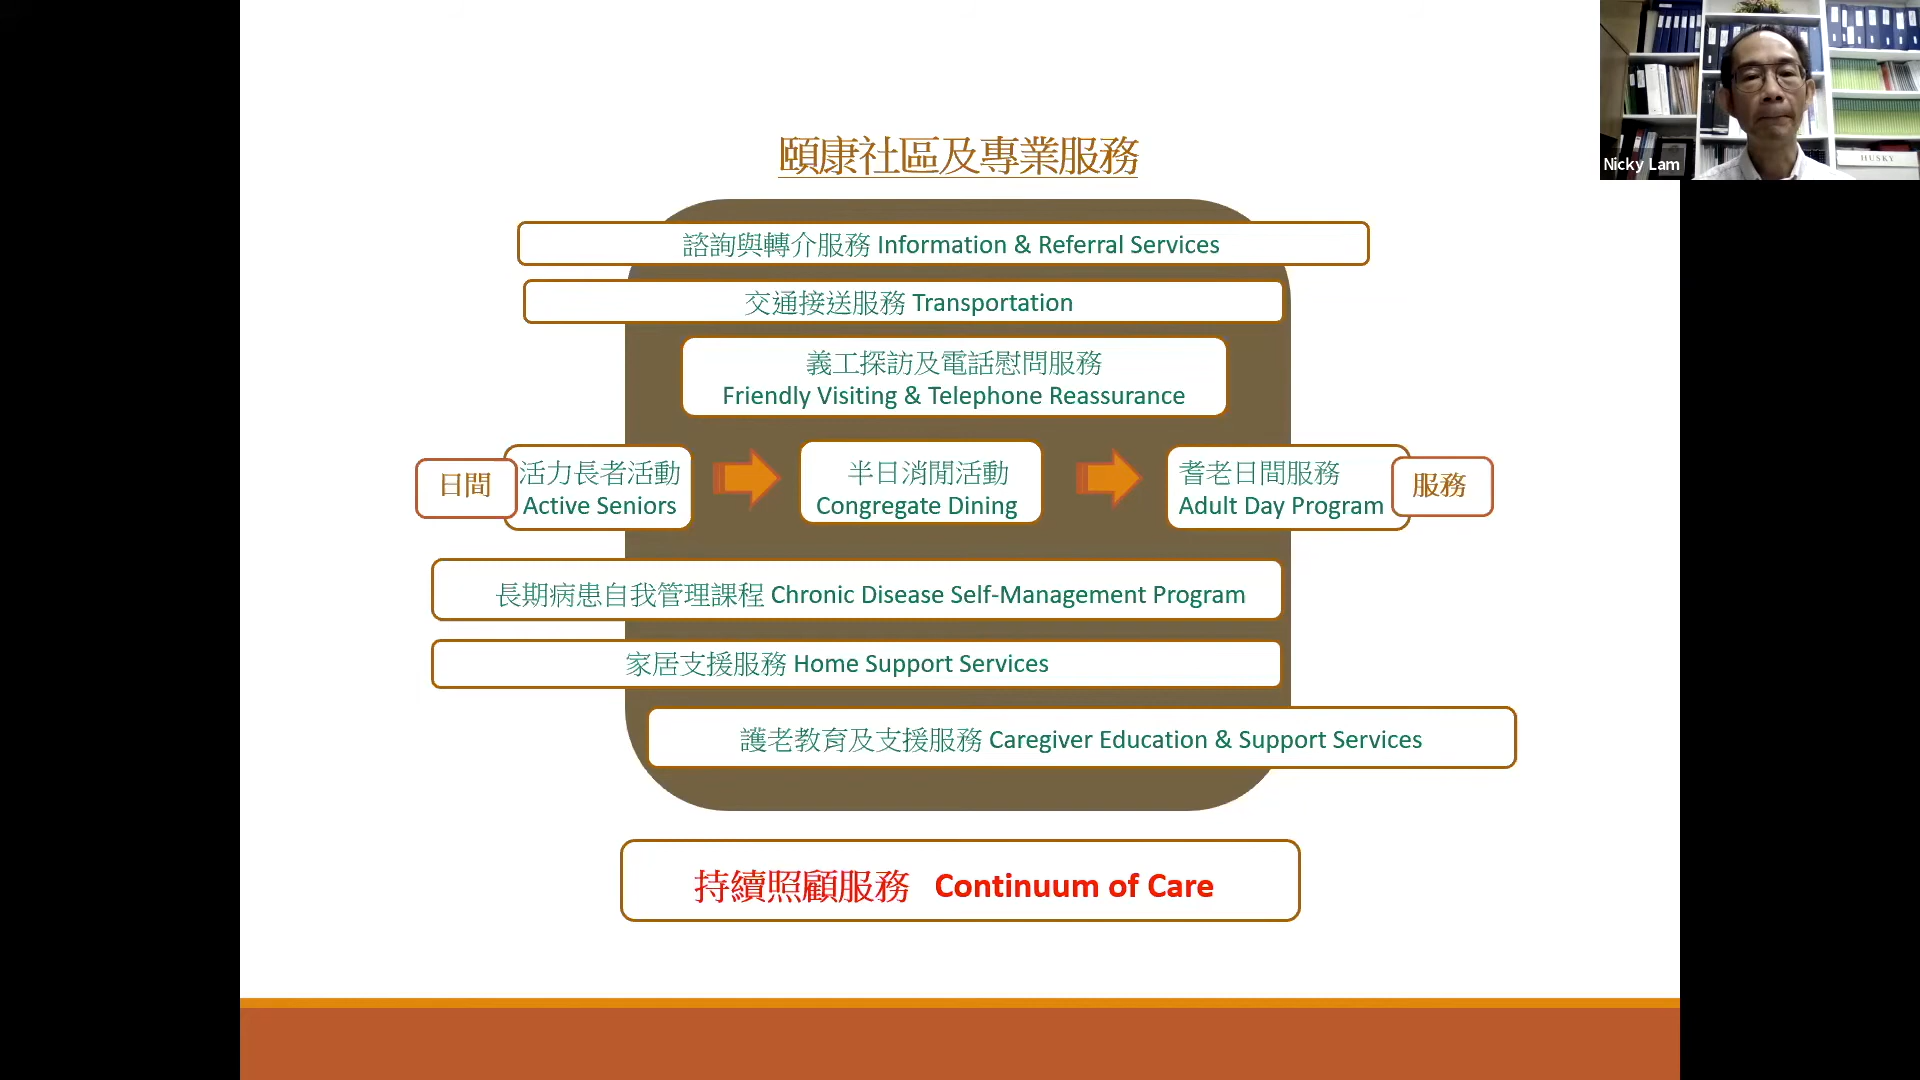 頤康社區及專業服務
諮詢與轉介服務 Information & Referral Services
交通接送服務 Transportation
義工探訪及電話慰問服務
Friendly Visiting & Telephone Reassurance
日間
活力長者活動
Active Seniors
半日消閒活動
Congregate Dining
耆老日間服務
Adult Day Program
服務
長期病患自我管理課程 Chronic Disease Self-Management Program
家居支援服務 Home Support Services
護老教育及支援服務 Caregiver Education & Support Services
持續照顧服務 Continuum of Care
Nicky Lam
HUSKY